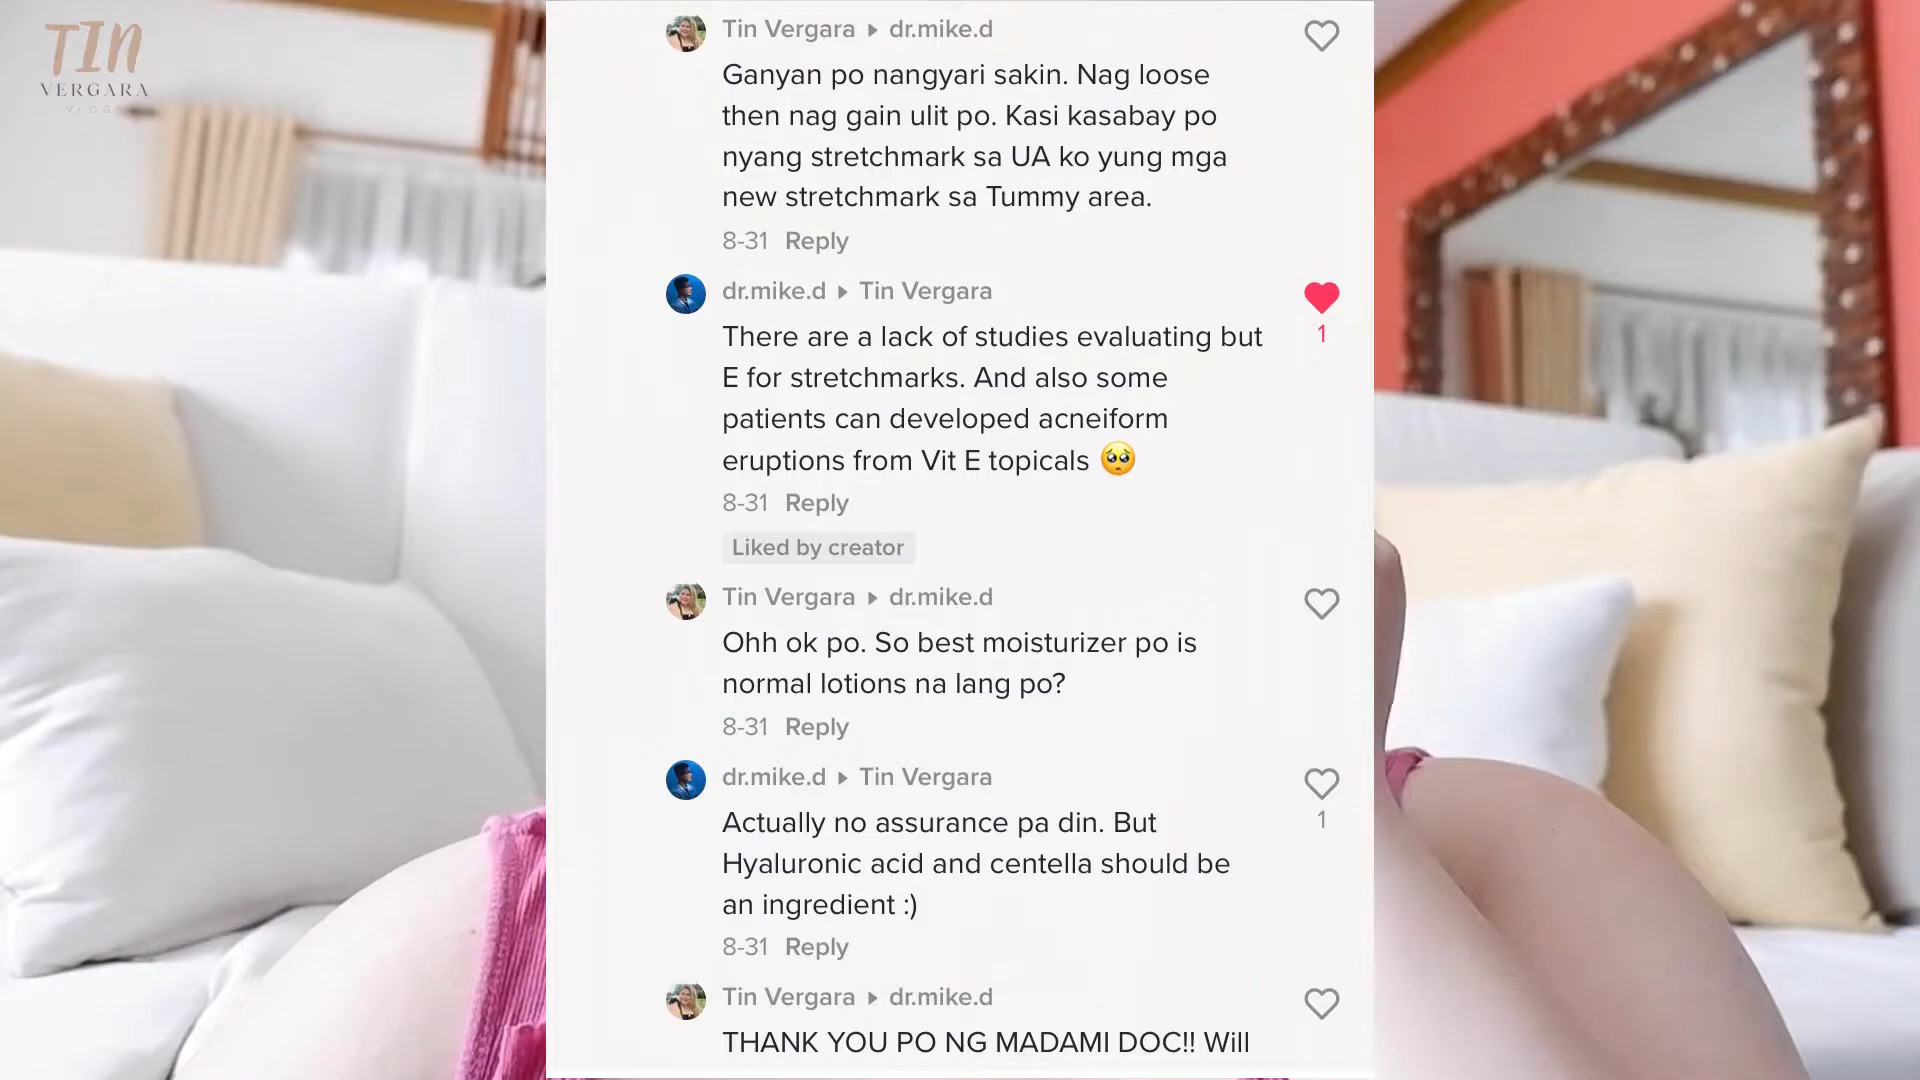 TIN
VERGARA
VLOGS
Tin Vergara ▸ dr.mike.d
Ganyan po nangyari sakin. Nag loose
then nag gain ulit po. Kasi kasabay po
nyang stretchmark sa UA ko yung mga
new stretchmark sa Tummy area.
8-31 Reply
dr.mike.d ▸ Tin Vergara
There are a lack of studies evaluating but
E for stretchmarks. And also some
patients can developed acneiform
eruptions from Vit E topicals 🥺
1
8-31 Reply
Liked by creator
Tin Vergara ▸ dr.mike.d
Ohh ok po. So best moisturizer po is
normal lotions na lang po?
8-31 Reply
dr.mike.d ▸ Tin Vergara
Actually no assurance pa din. But
1
Hyaluronic acid and centella should be
an ingredient :)
8-31 Reply
Tin Vergara ▸ dr.mike.d
THANK YOU PO NG MADAMI DOC!! Will